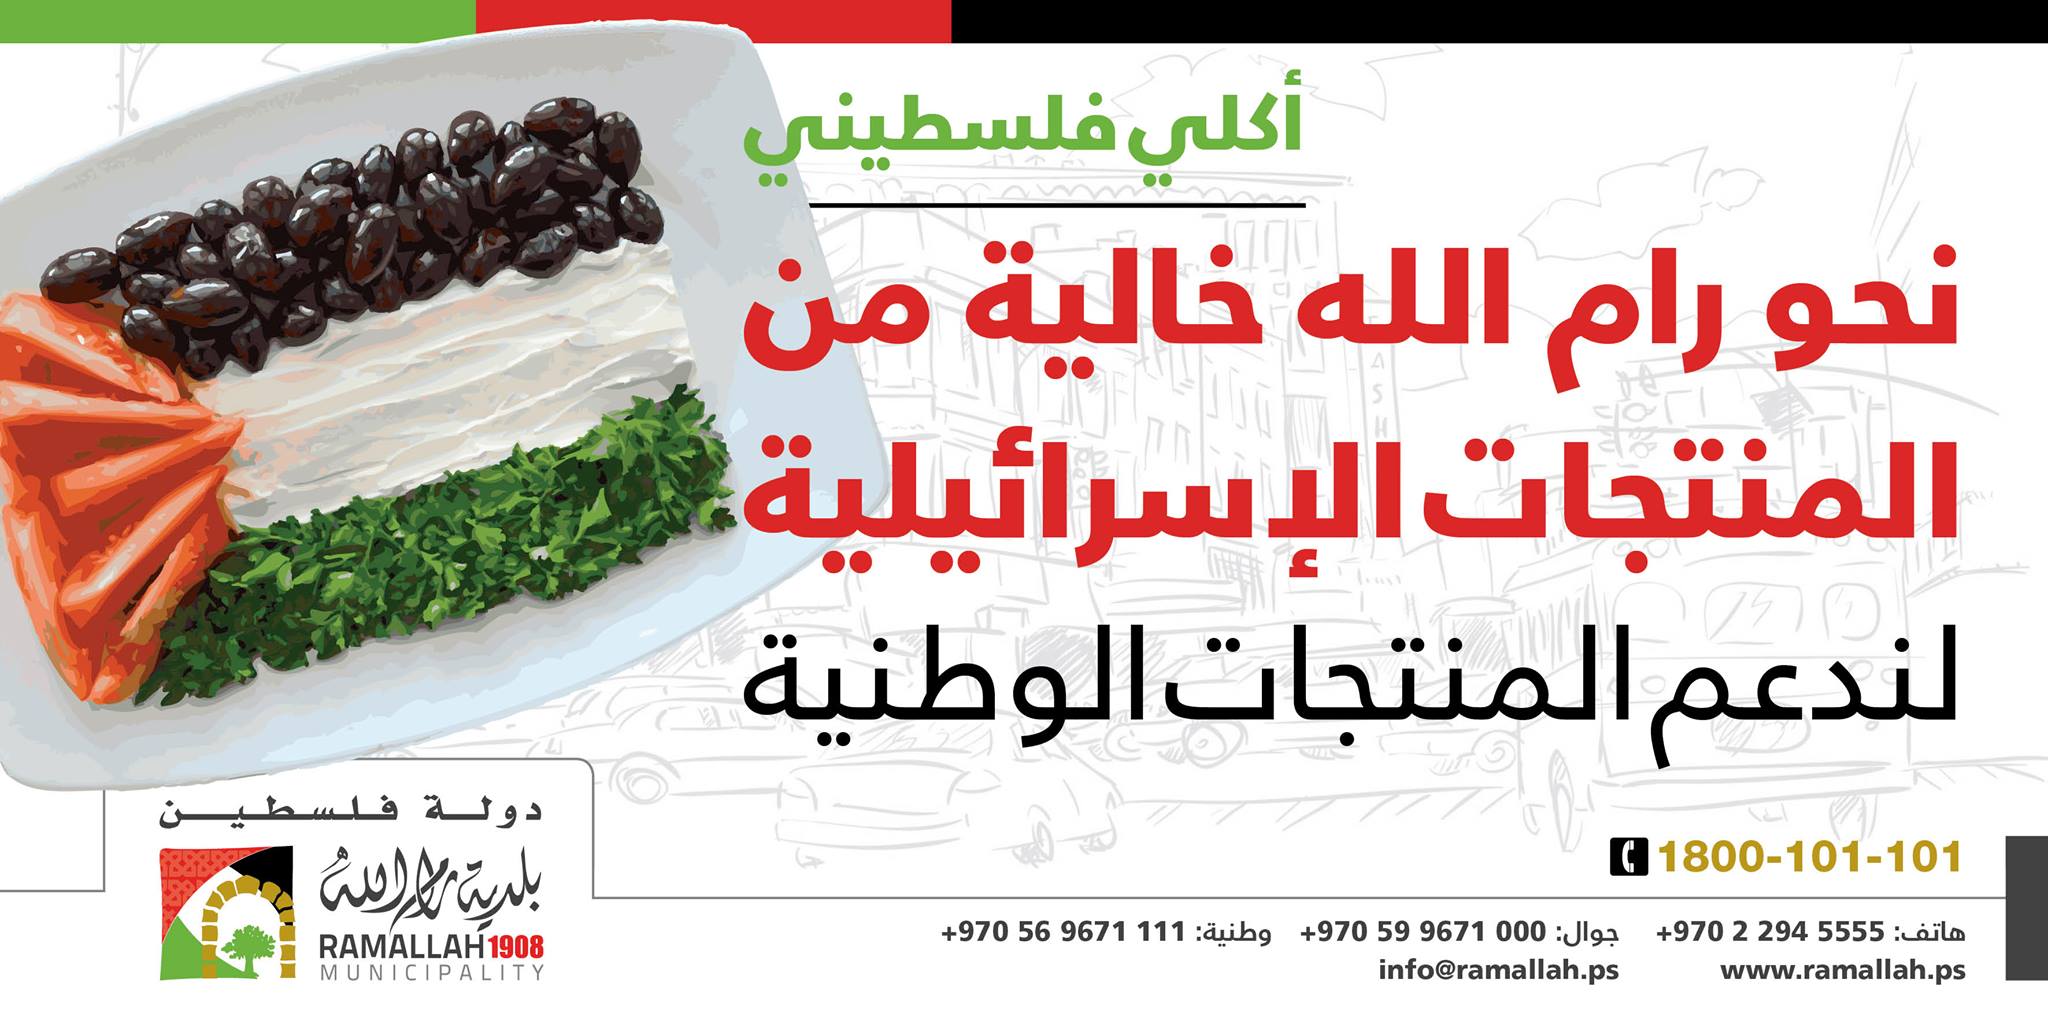 أكلي فلسطيني
نحو رام الله خالية من
المنتجات الإسرائيلية
لندعم المنتجات الوطنية
1800-101-101
هاتف: +970 2 294 5555 جوال: +970 59 9671 000 وطنية: +970 56 9671 111
www.ramallah.ps info@ramallah.ps
دولة فلسطين
بلدية رام الله
RAMALLAH 1908
MUNICIPALITY